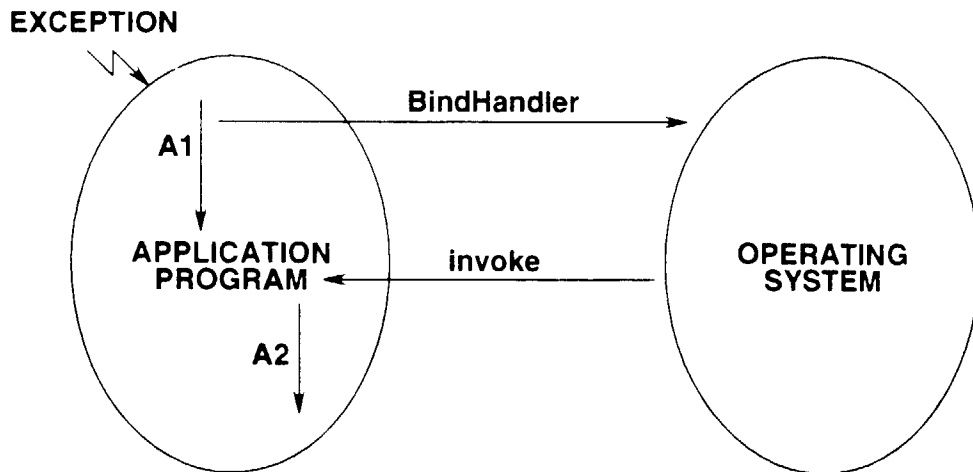 EXCEPTION
BindHandler
A1
APPLICATION
PROGRAM
invoke
OPERATING
SYSTEM
A2